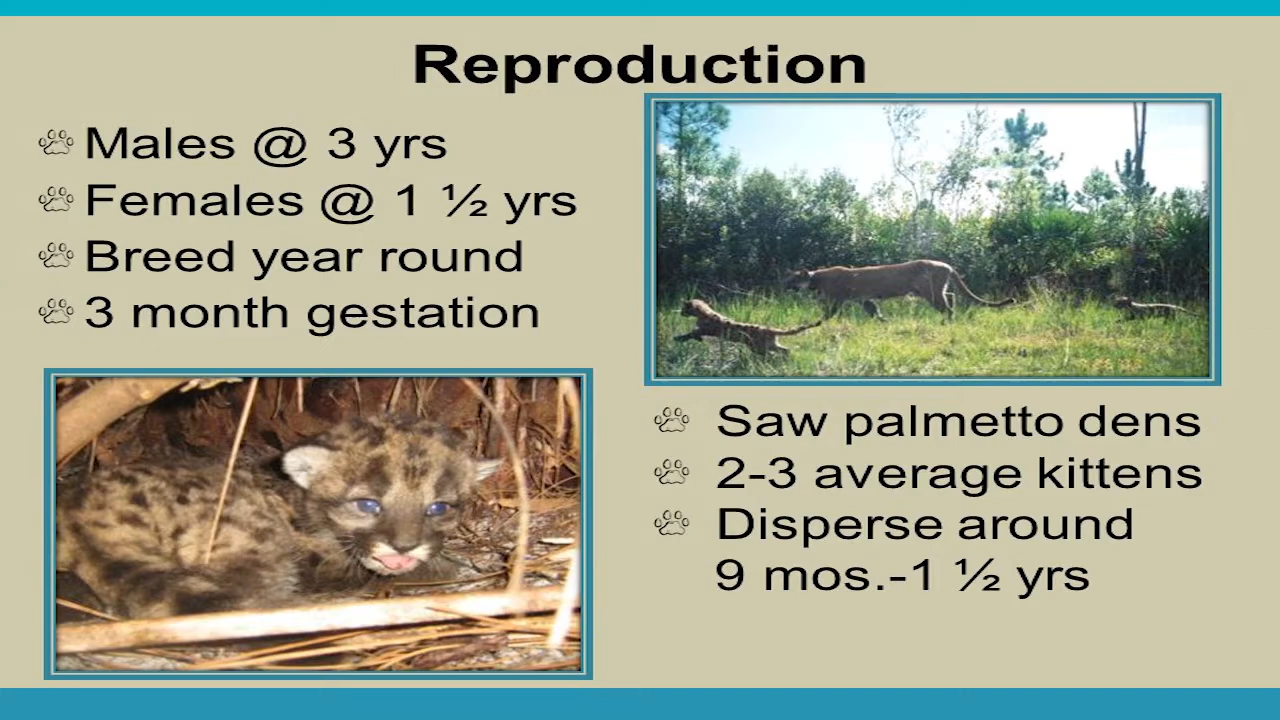 Reproduction
Males @ 3 yrs
Females @ 1 ½ yrs
Breed year round
3 month gestation
Saw palmetto dens
2-3 average kittens
Disperse around
9 mos.-1 ½ yrs